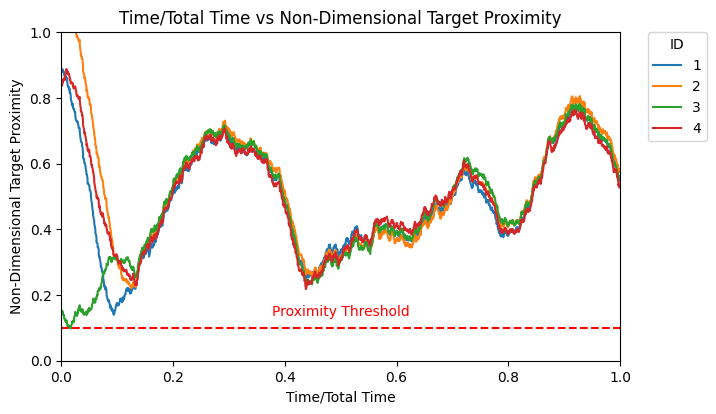 Time/Total Time vs Non-Dimensional Target Proximity
ID
1
2
3
4
Non-Dimensional Target Proximity
1.0
0.8
0.6
0.4
0.2
0.0
Proximity Threshold
0.0 0.2 0.4 0.6 0.8 1.0
Time/Total Time